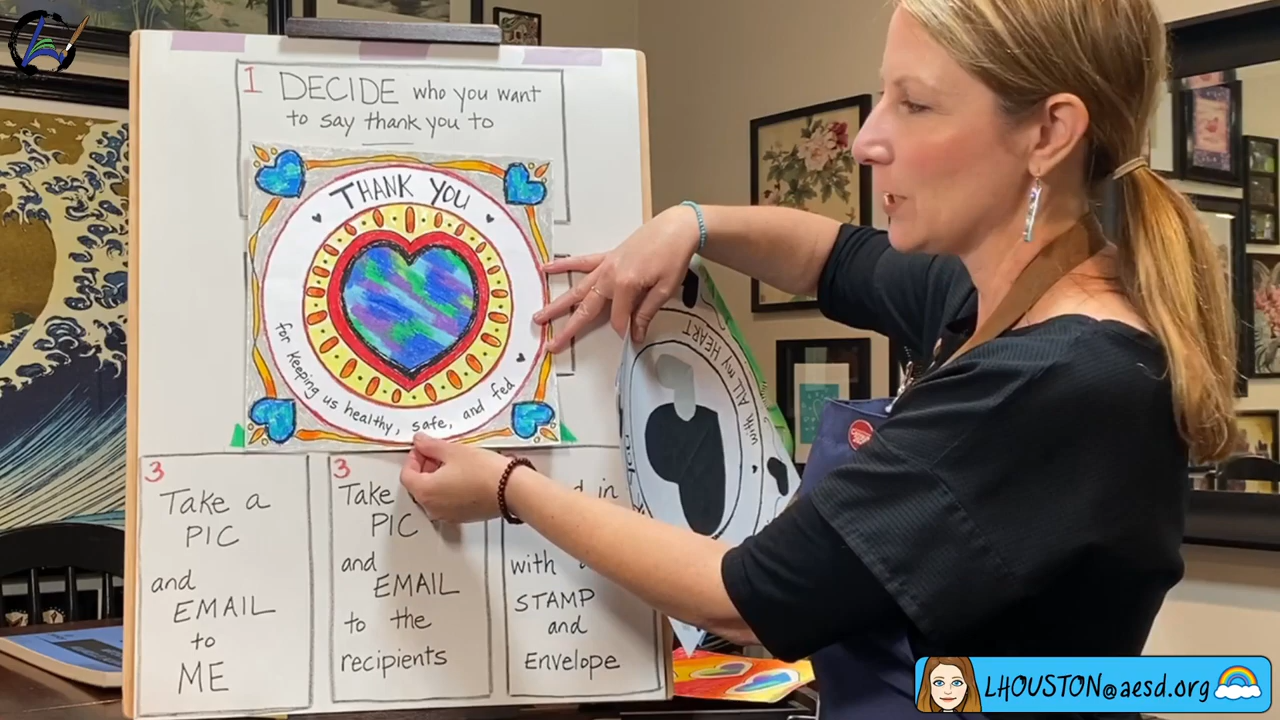 1 DECIDE who you want
to say thank you to
THANK YOU
for keeping us healthy, safe, and fed
with ALL my HEART
3
Take a
PIC
and
EMAIL
to
ME
3
Take
PIC
and
EMAIL
to the
recipients
in
with
STAMP
and
Envelope
LHOUSTON@aesd.org